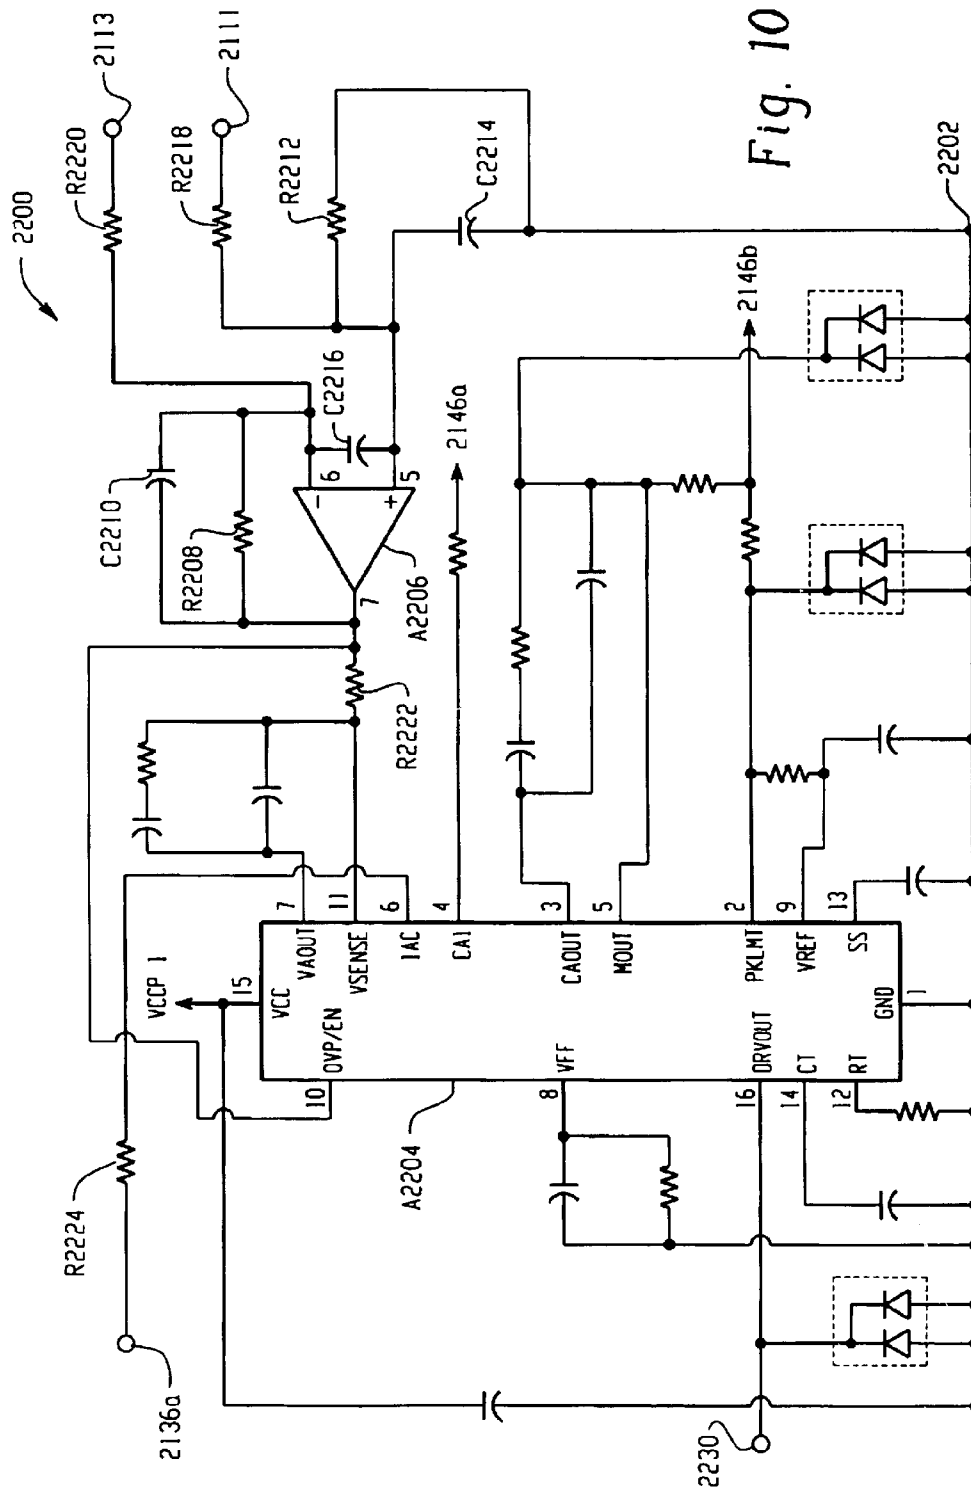 2200
R2220
2113
R2218
2111
R2212
C2214
C2210
R2208
C2216
6
5
-
+
7
A2206
R2222
2146a
2146b
Fig. 10
2202
R2224
2136a
VCCP 1
15
VCC
7
VAOUT
11
VSENSE
6
IAC
4
CAI
3
CAOUT
5
MOUT
2
PKLMT
9
VREF
13
SS
1
GND
10
OVP/EN
A2204
8
VFF
16
DRVOUT
14
CT
12
RT
2230